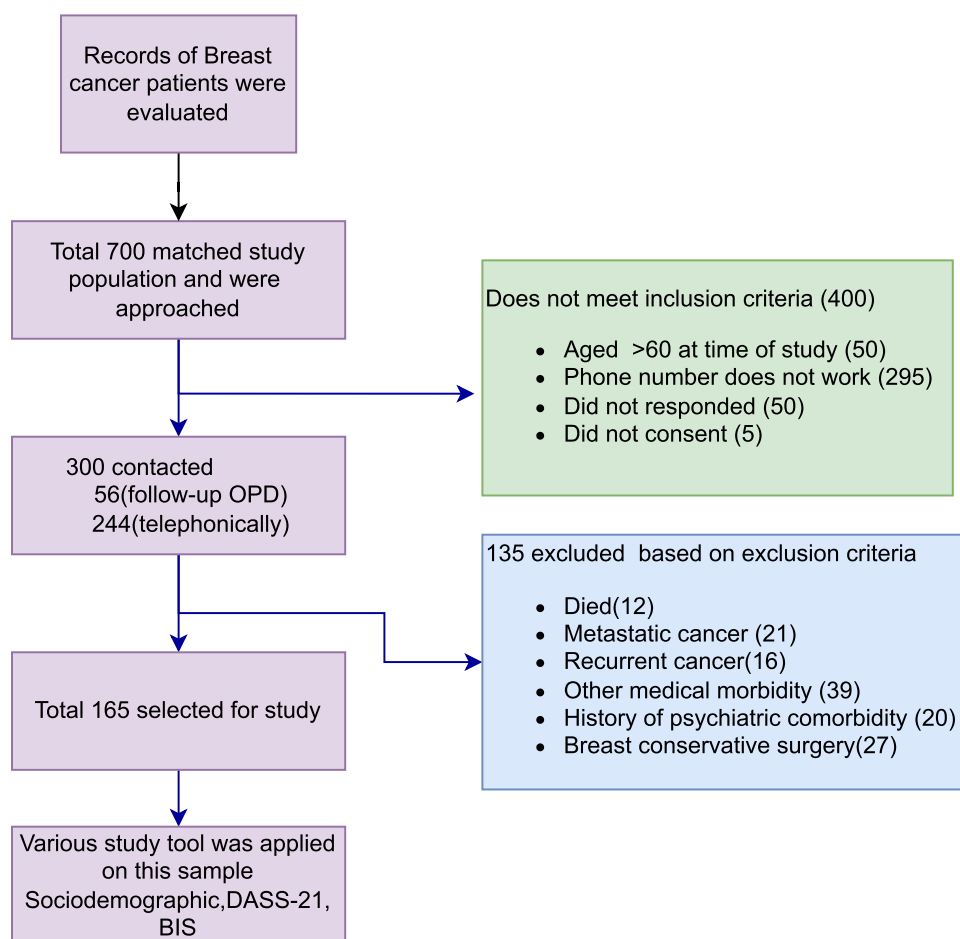 Records of Breast
cancer patients were
evaluated
Total 700 matched study
population and were
approached
Does not meet inclusion criteria (400)
• Aged  >60 at time of study (50)
• Phone number does not work (295)
• Did not responded (50)
• Did not consent (5)
300 contacted
56(follow-up OPD)
244(telephonically)
135 excluded  based on exclusion criteria
• Died(12)
• Metastatic cancer (21)
• Recurrent cancer(16)
• Other medical morbidity (39)
• History of psychiatric comorbidity (20)
• Breast conservative surgery(27)
Total 165 selected for study
Various study tool was applied
on this sample
Sociodemographic,DASS-21,
BIS